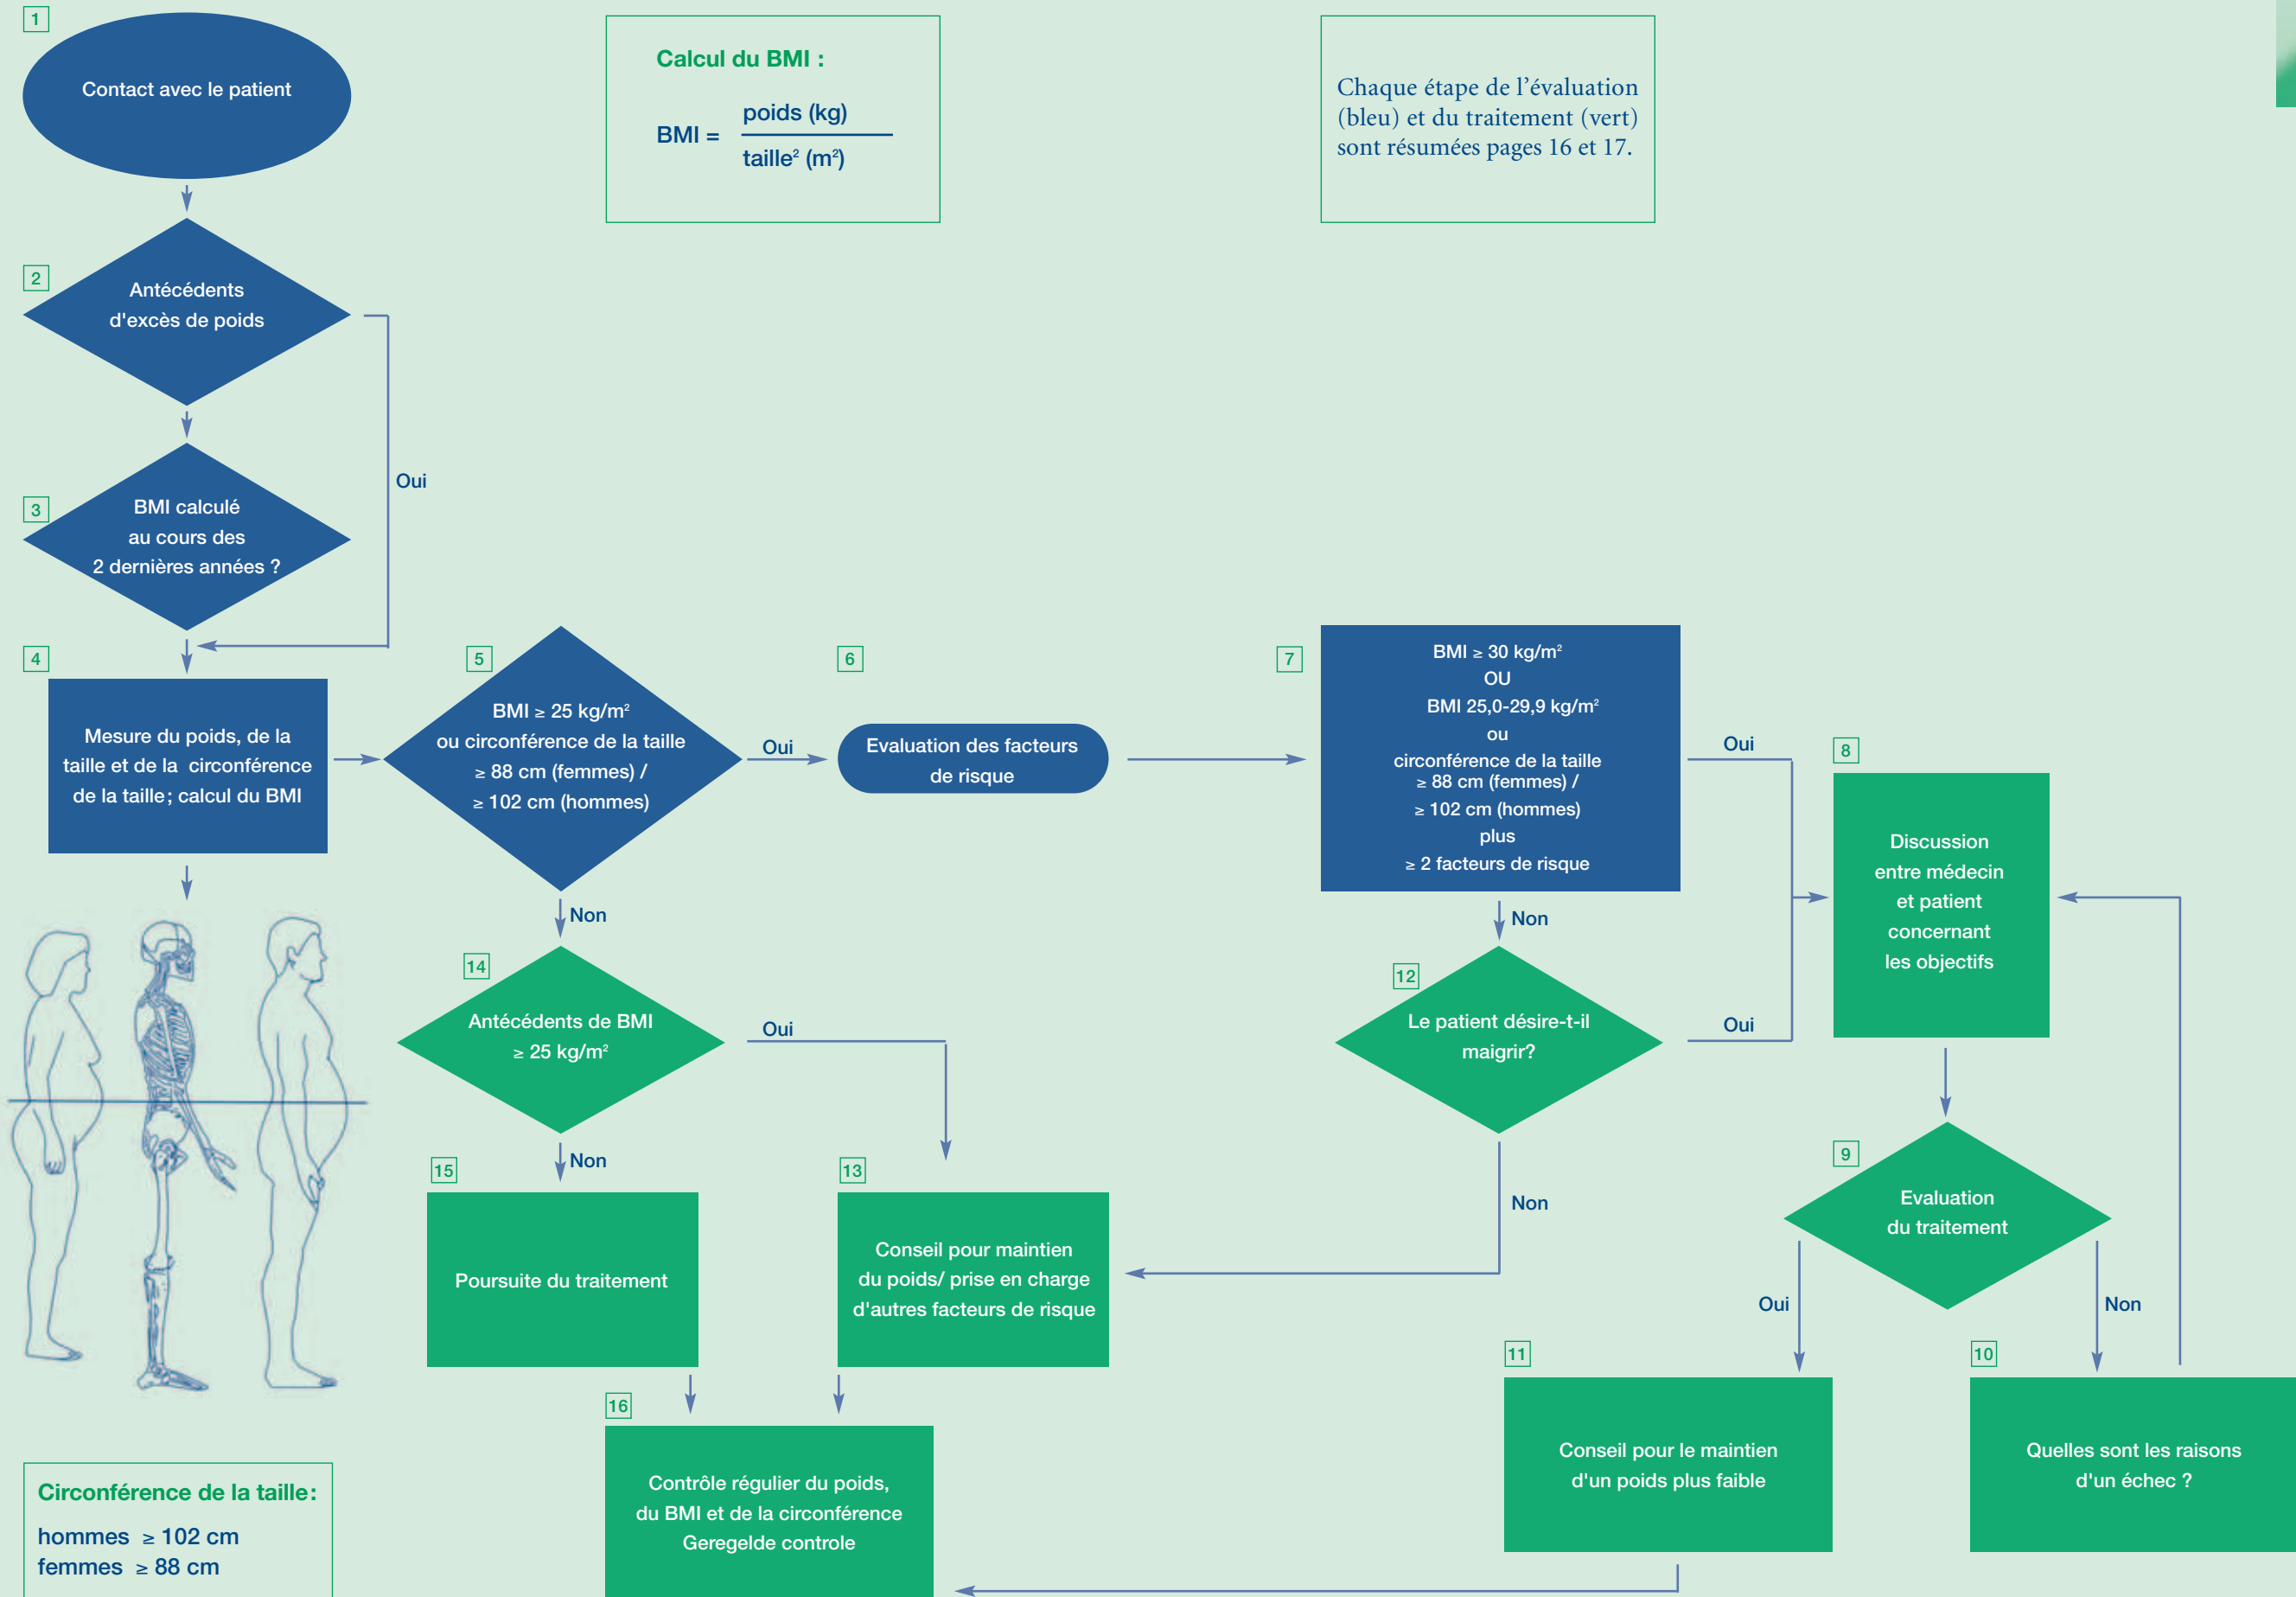 1
Contact avec le patient
Calcul du BMI :
BMI =
poids (kg)
taille² (m²)
Chaque étape de l’évaluation
(bleu) et du traitement (vert)
sont résumées pages 16 et 17.
2
Antécédents
d'excès de poids
Oui
3
BMI calculé
au cours des
2 dernières années ?
4
Mesure du poids, de la
taille et de la circonférence
de la taille ; calcul du BMI
5
BMI ≥ 25 kg/m²
ou circonférence de la taille
≥ 88 cm (femmes) /
≥ 102 cm (hommes)
Oui
Non
6
Evaluation des facteurs
de risque
7
BMI ≥ 30 kg/m²
OU
BMI 25,0-29,9 kg/m²
ou
circonférence de la taille
≥ 88 cm (femmes) /
≥ 102 cm (hommes)
plus
≥ 2 facteurs de risque
Oui
Non
8
Discussion
entre médecin
et patient
concernant
les objectifs
14
Antécédents de BMI
≥ 25 kg/m²
Oui
Non
12
Le patient désire-t-il
maigrir?
Oui
Non
9
Evaluation
du traitement
Oui
Non
15
Poursuite du traitement
13
Conseil pour maintien
du poids/ prise en charge
d'autres facteurs de risque
11
Conseil pour le maintien
d'un poids plus faible
10
Quelles sont les raisons
d'un échec ?
16
Contrôle régulier du poids,
du BMI et de la circonférence
Geregelde controle
Circonférence de la taille :
hommes ≥ 102 cm
femmes ≥ 88 cm